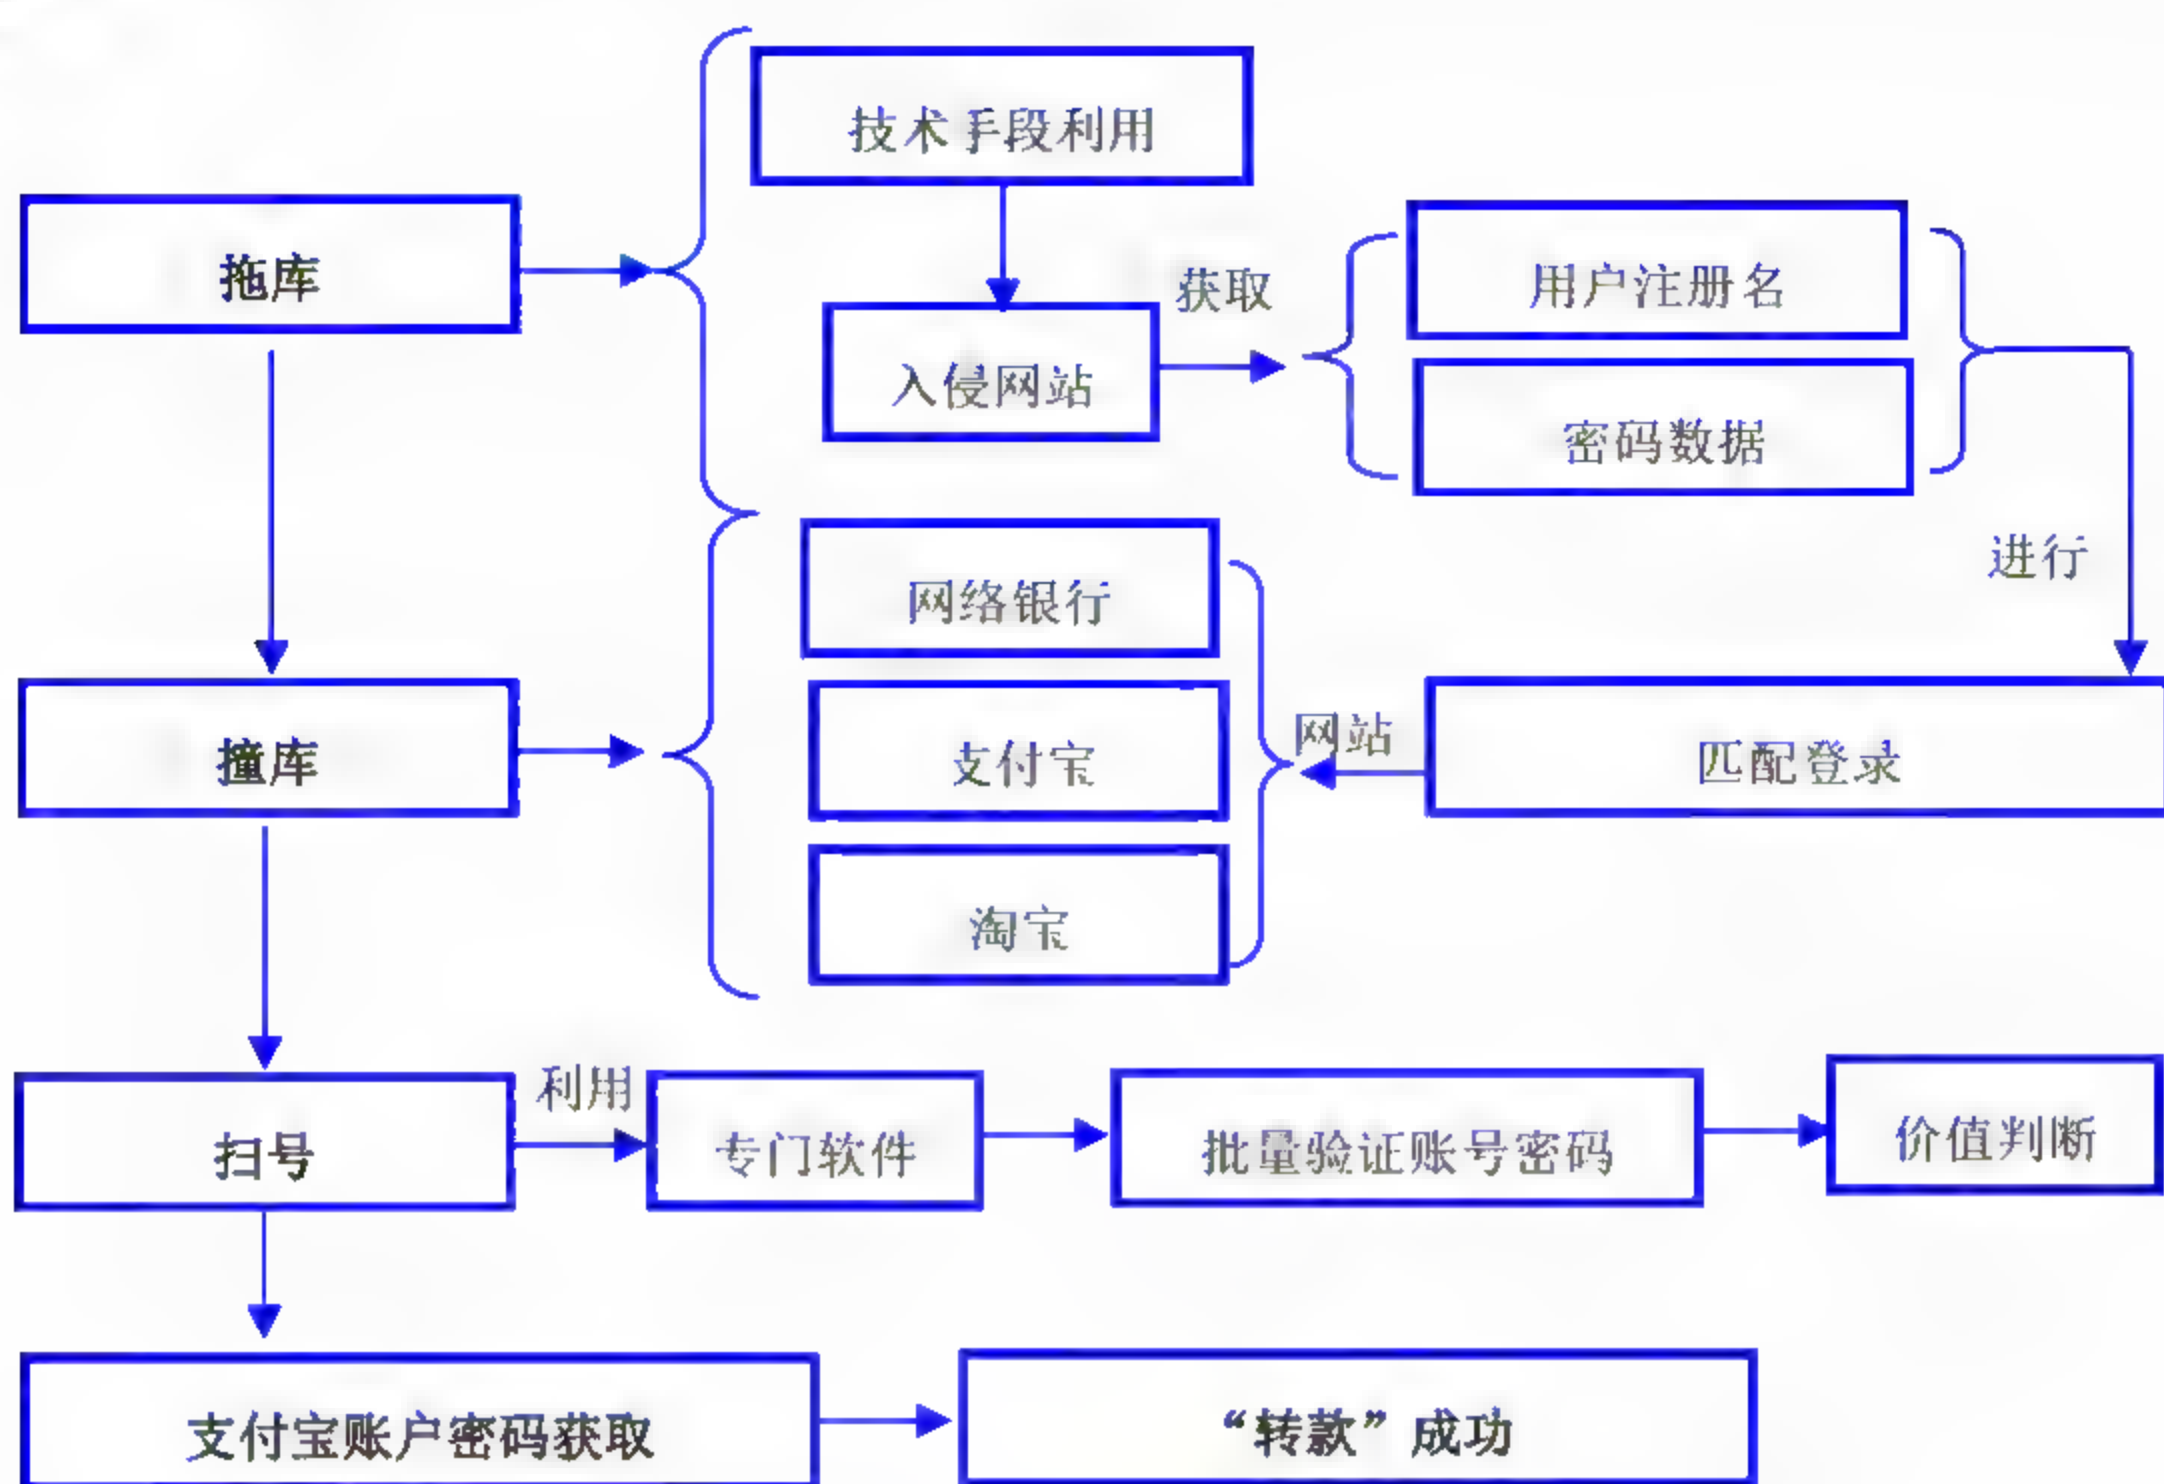 技术手段利用
拖库
获取
用户注册名
入侵网站
密码数据
网络银行
进行
撞库
支付宝
网站
匹配登录
淘宝
扫号
利用
专门软件
批量验证账号密码
价值判断
支付宝账户密码获取
“转款”成功